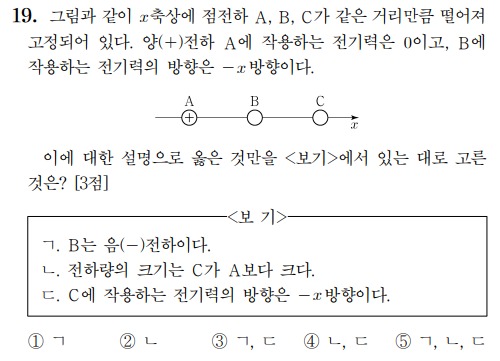 19. 그림과 같이 x축상에 점전하 A, B, C가 같은 거리만큼 떨어져
고정되어 있다. 양(+)전하 A에 작용하는 전기력은 0이고, B에
작용하는 전기력의 방향은 -x방향이다.
A B C
+
x
이에 대한 설명으로 옳은 것만을 <보기>에서 있는 대로 고른
것은? [3점]
<보 기>
ㄱ. B는 음(-)전하이다.
ㄴ. 전하량의 크기는 C가 A보다 크다.
ㄷ. C에 작용하는 전기력의 방향은 -x방향이다.
① ㄱ ② ㄴ ③ ㄱ, ㄷ ④ ㄴ, ㄷ ⑤ ㄱ, ㄴ, ㄷ